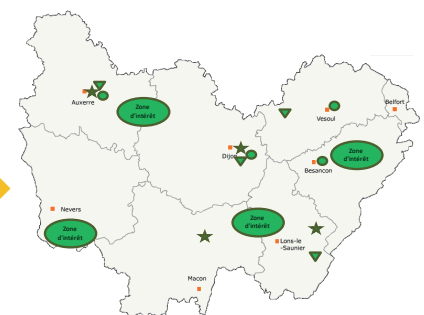 Auxerre
Zone
d'intérêt
Belfort
Vesoul
Dijon
Zone
d'intérêt
Besancon
Nevers
Zone
d'intérêt
Zone
d'intérêt
Lons-le
-Saunier
Macon